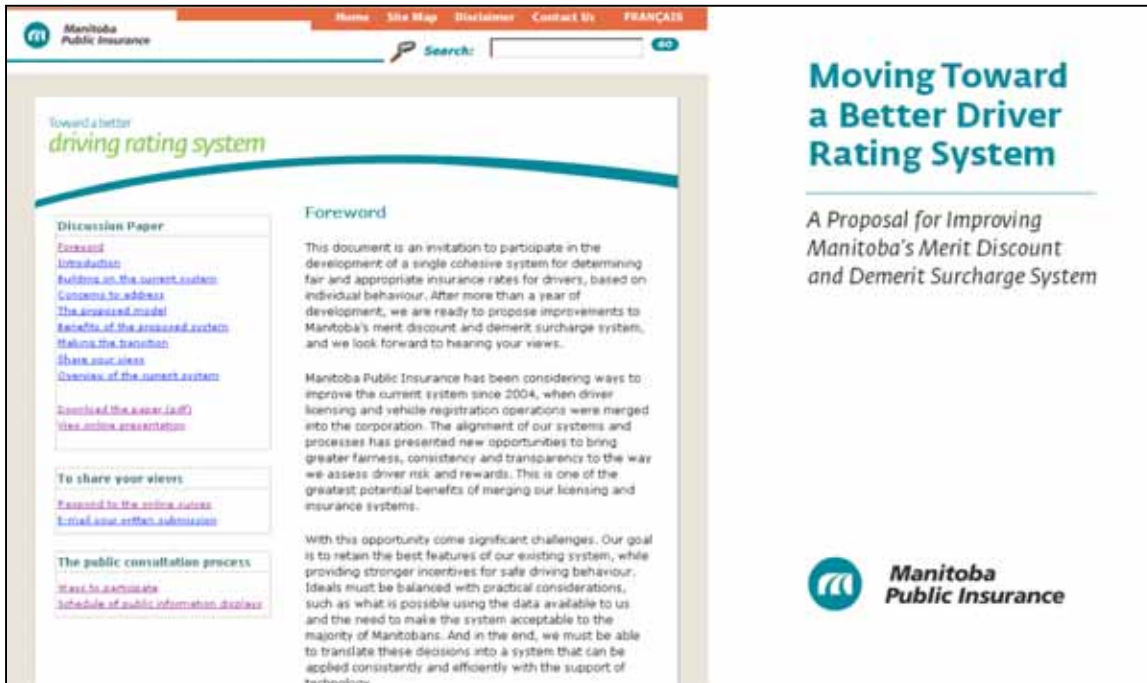 Manitoba
Public Insurance
Home Site Map Disclaimer Contact Us FRANÇAIS
Search: GO
Toward a better
driving rating system
Discussion Paper
Foreword
Introduction
Building on the current system
Concerns to address
The proposed model
Benefits of the proposed system
Making the transition
Share your views
Overview of the current system
Download the paper (pdf)
View online presentation
To share your views
Respond to the online survey
E-mail your written submission
The public consultation process
Ways to participate
Schedule of public information displays
Foreword
This document is an invitation to participate in the
development of a single cohesive system for determining
fair and appropriate insurance rates for drivers, based on
individual behaviour. After more than a year of
development, we are ready to propose improvements to
Manitoba's merit discount and demerit surcharge system,
and we look forward to hearing your views.
Manitoba Public Insurance has been considering ways to
improve the current system since 2004, when driver
licensing and vehicle registration operations were merged
into the corporation. The alignment of our systems and
processes has presented new opportunities to bring
greater fairness, consistency and transparency to the way
we assess driver risk and rewards. This is one of the
greatest potential benefits of merging our licensing and
insurance systems.
With this opportunity come significant challenges. Our goal
is to retain the best features of our existing system, while
providing stronger incentives for safe driving behaviour.
Ideals must be balanced with practical considerations,
such as what is possible using the data available to us
and the need to make the system acceptable to the
majority of Manitobans. And in the end, we must be able
to translate these decisions into a system that can be
applied consistently and efficiently with the support of
technology.
Moving Toward
a Better Driver
Rating System
A Proposal for Improving
Manitoba's Merit Discount
and Demerit Surcharge System
Manitoba
Public Insurance